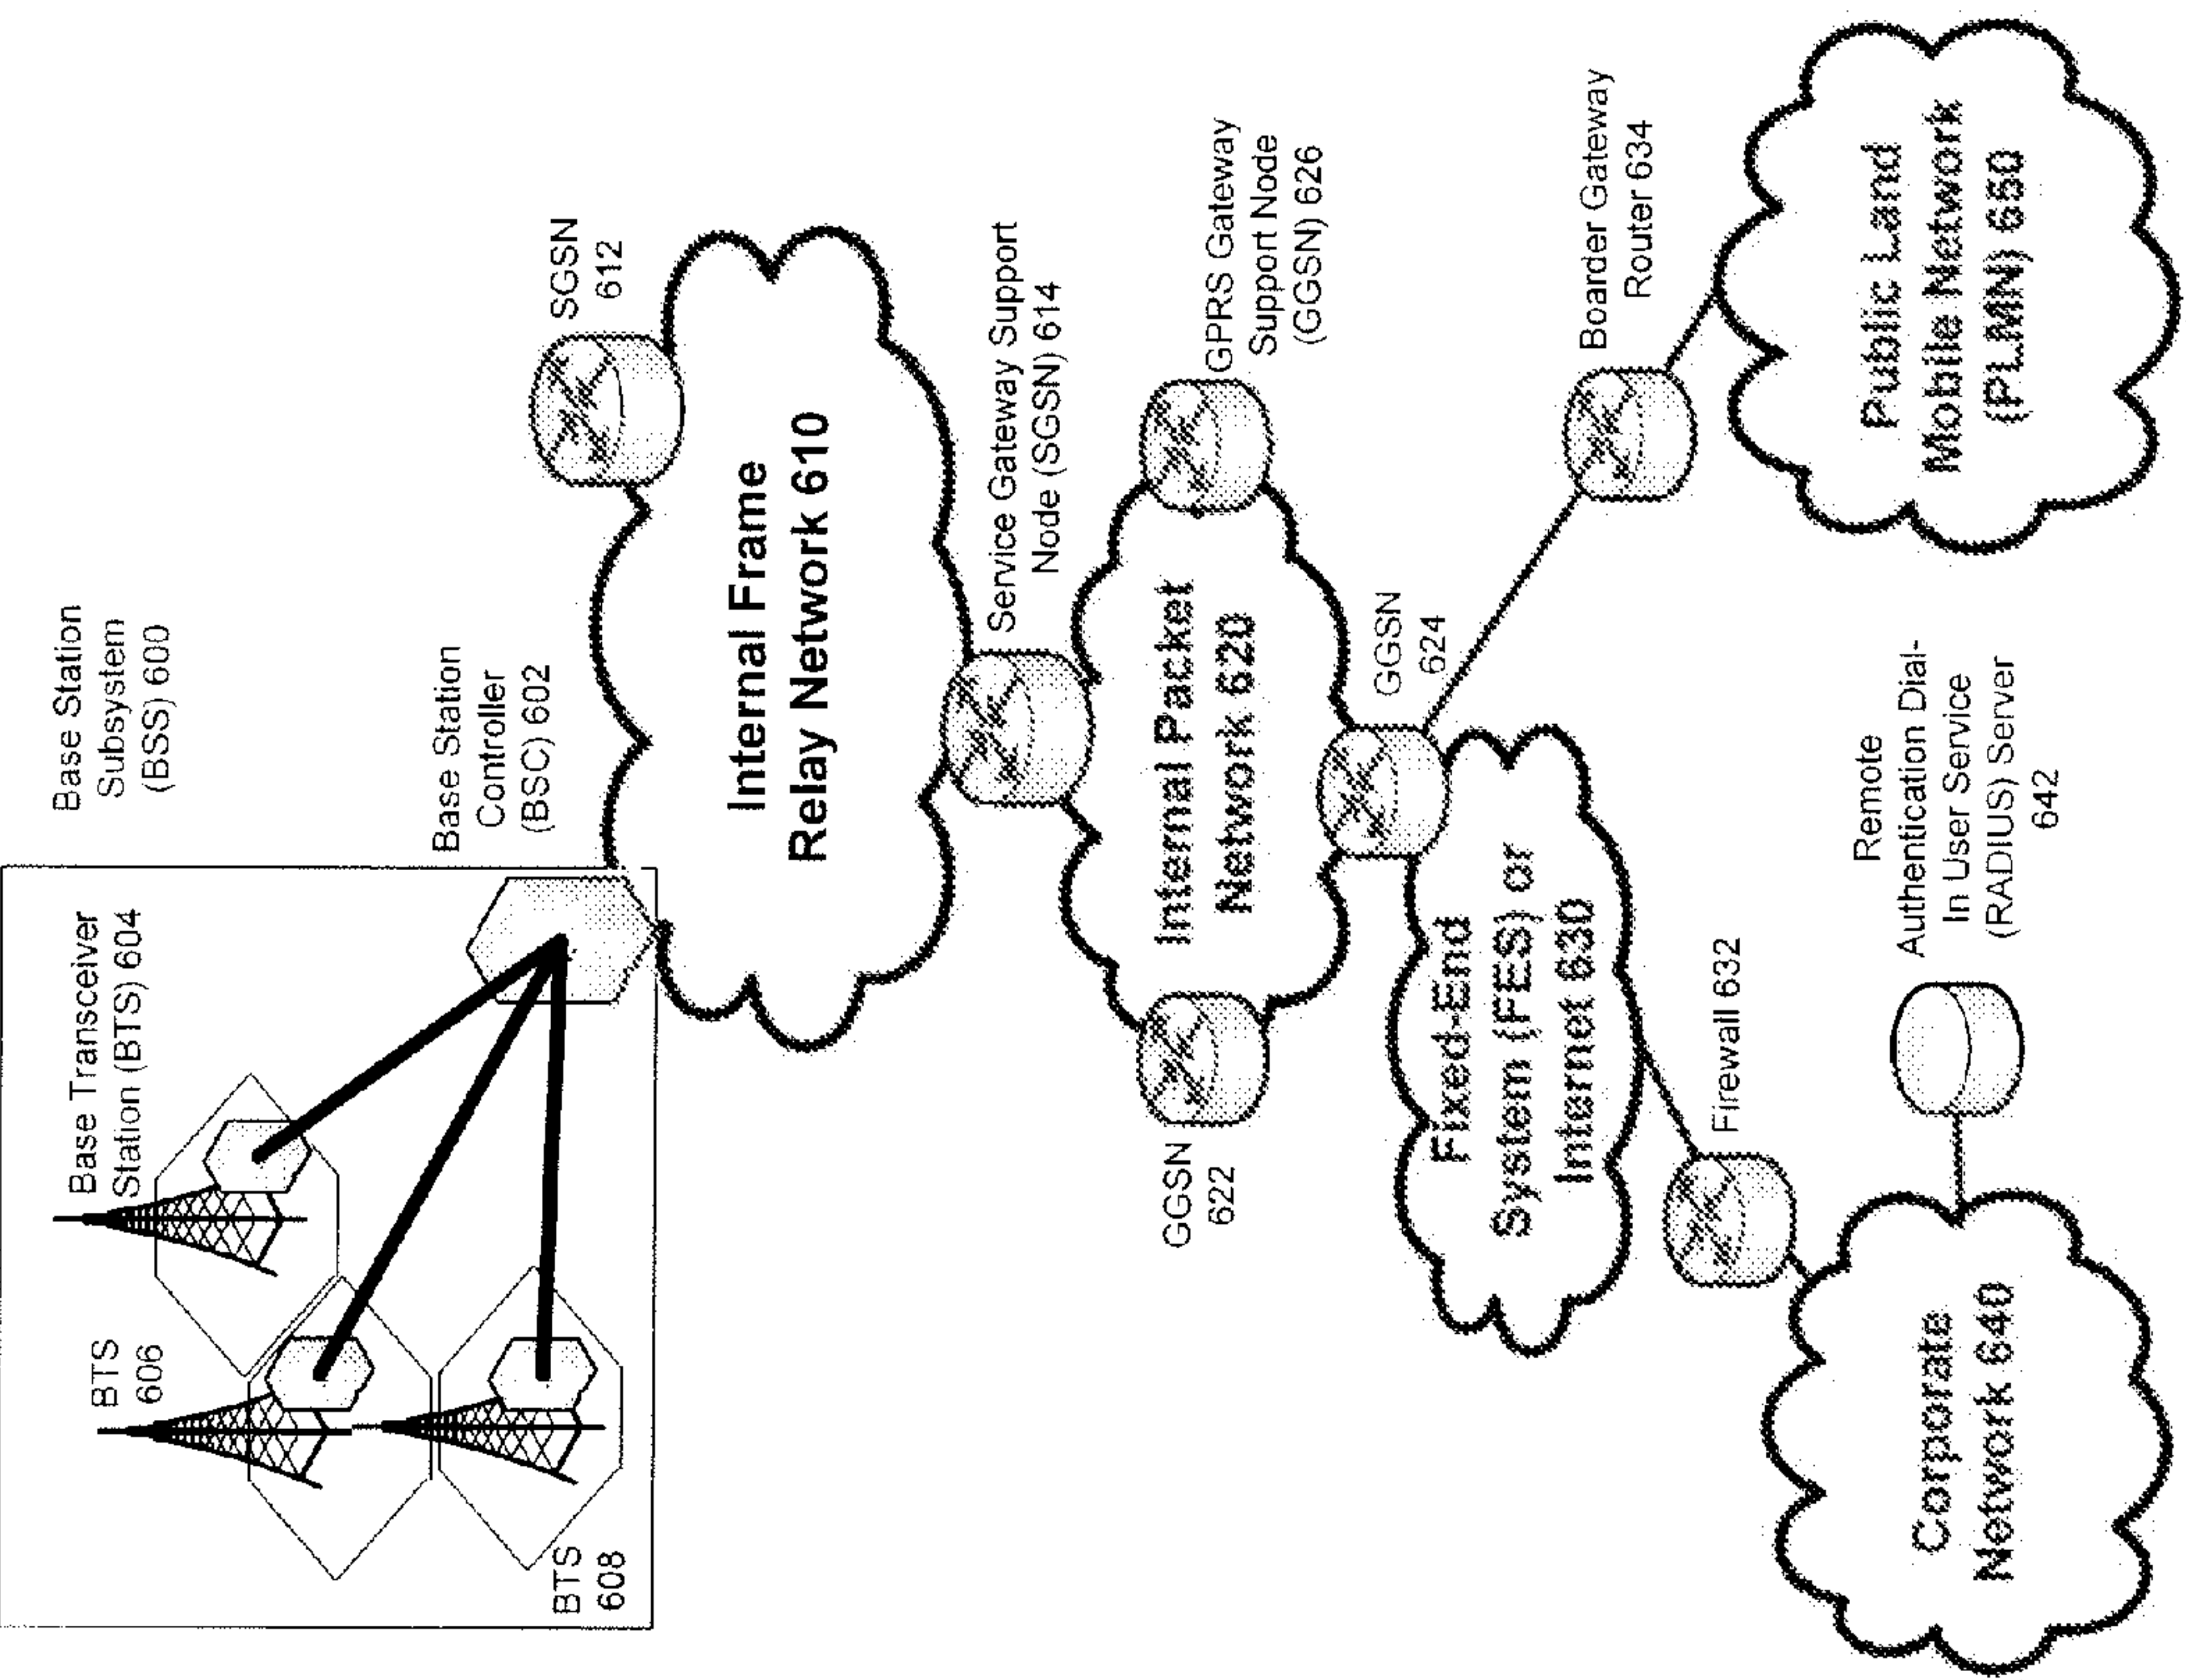 Base Station
Subsystem
(BSS) 600
Base Transceiver
Station (BTS) 604
BTS
606
BTS
608
Base Station
Controller
(BSC) 602
SGSN
612
Internal Frame
Relay Network 610
Service Gateway Support
Node (SGSN) 614
GPRS Gateway
Support Node
(GGSN) 626
Internal Packet
Network 620
GGSN
622
GGSN
624
Fixed-End
System (FES) or
Internet 630
Boarder Gateway
Router 634
Firewall 632
Remote
Authentication Dial-
In User Service
(RADIUS) Server
642
Public Land
Mobile Network
(PLMN) 650
Corporate
Network 640